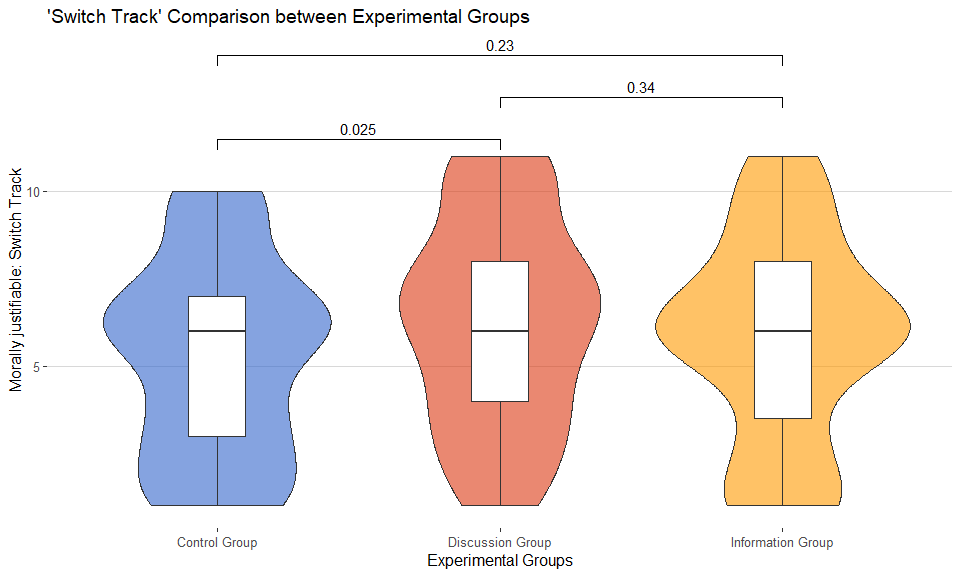 'Switch Track' Comparison between Experimental Groups
0.23
0.34
0.025
Morally justifiable: Switch Track
10
5
Control Group
Discussion Group
Information Group
Experimental Groups